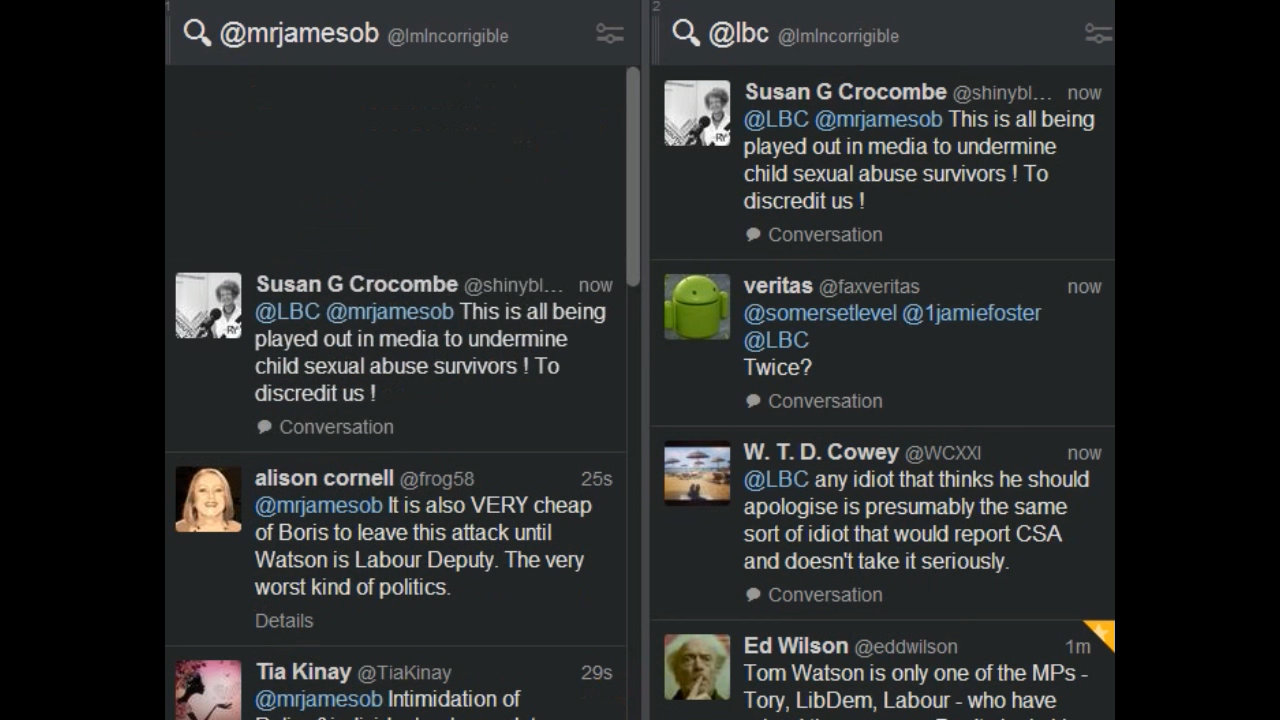 1
@mrjamesob @ImIncorrigible
Susan G Crocombe @shinybl... now
@LBC @mrjamesob This is all being
played out in media to undermine
child sexual abuse survivors ! To
discredit us !
Conversation
alison cornell @frog58 25s
@mrjamesob It is also VERY cheap
of Boris to leave this attack until
Watson is Labour Deputy. The very
worst kind of politics.
Details
Tia Kinay @TiaKinay 29s
@mrjamesob Intimidation of
2
@lbc @ImIncorrigible
Susan G Crocombe @shinybl... now
@LBC @mrjamesob This is all being
played out in media to undermine
child sexual abuse survivors ! To
discredit us !
Conversation
veritas @faxveritas now
@somersetlevel @1jamiefoster
@LBC
Twice?
Conversation
W. T. D. Cowey @WCXXI now
@LBC any idiot that thinks he should
apologise is presumably the same
sort of idiot that would report CSA
and doesn't take it seriously.
Conversation
Ed Wilson @eddwilson 1m
Tom Watson is only one of the MPs -
Tory, LibDem, Labour - who have